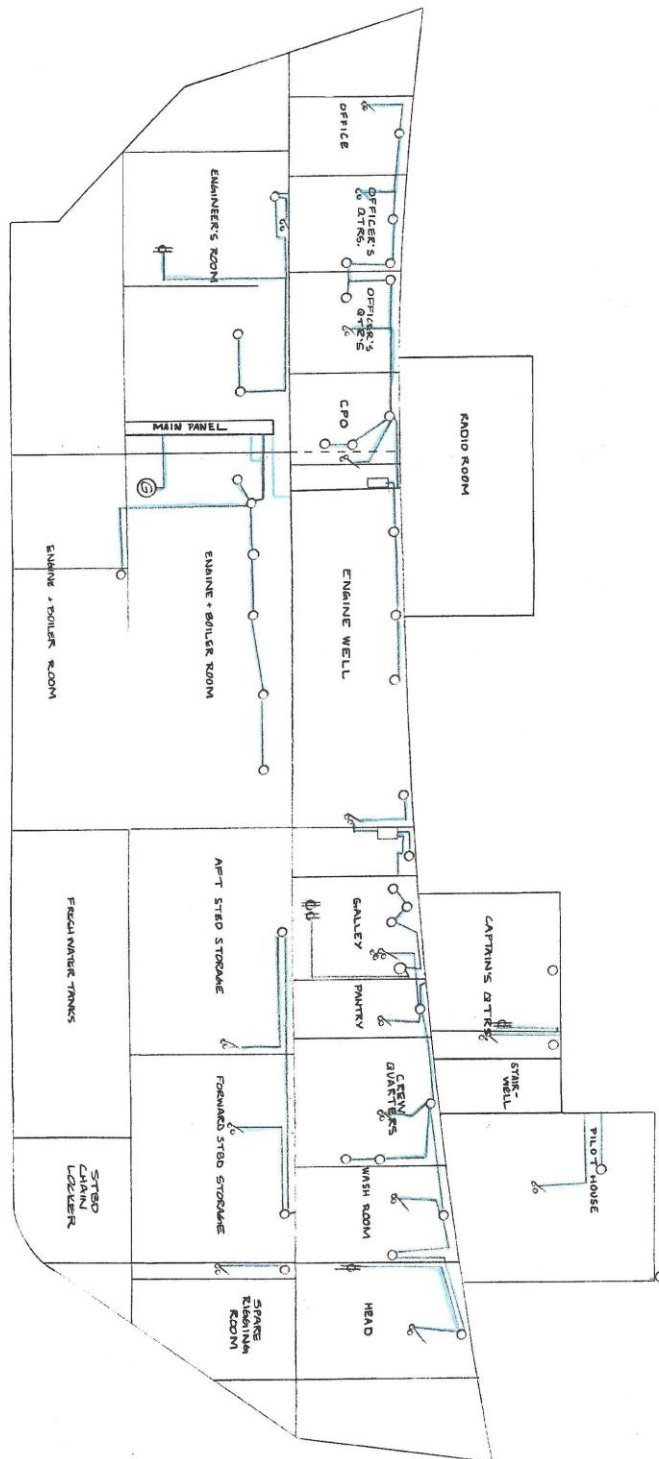 OFFICE
OFFICER'S
QTRS.
OFFICER'S
QTR'S
CPO
RADIO ROOM
ENGINEER'S ROOM
MAIN PANEL
G
ENGINE + BOILER ROOM
ENGINE + BOILER ROOM
ENGINE WELL
FRESHWATER TANKS
AFT STBD STORAGE
GALLEY
PANTRY
CAPTAIN'S QTRS.
STAIR-
WELL
CREW
QUARTERS
FORWARD STBD STORAGE
PILOT HOUSE
WASH ROOM
STBD
CHAIN
LOCKER
SPARE
RIGGING
ROOM
HEAD